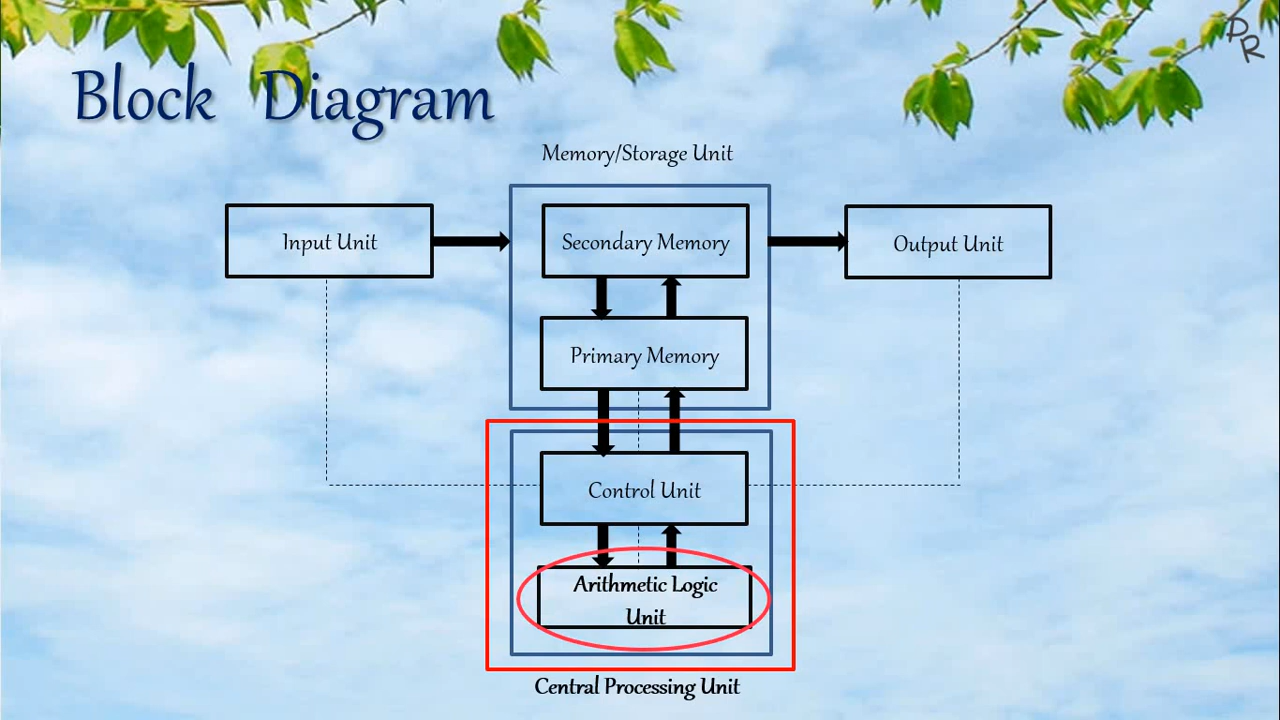 PR
Block Diagram
Memory/Storage Unit
Input Unit
Secondary Memory
Output Unit
Primary Memory
Control Unit
Arithmetic Logic
Unit
Central Processing Unit